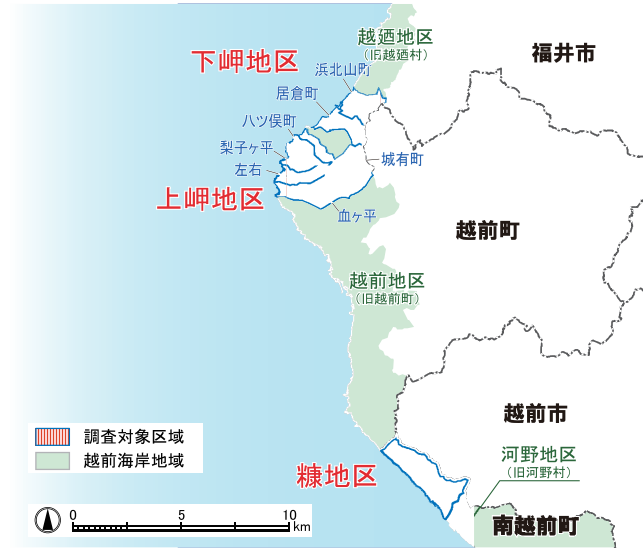 越廼地区
(旧越廼村)
福井市
下岬地区
浜北山町
居倉町
八ツ俣町
梨子ヶ平
左右
城有町
上岬地区
血ヶ平
越前町
越前地区
(旧越前町)
越前市
調査対象区域
越前海岸地域
河野地区
(旧河野村)
糠地区
南越前町
0 5 10
km